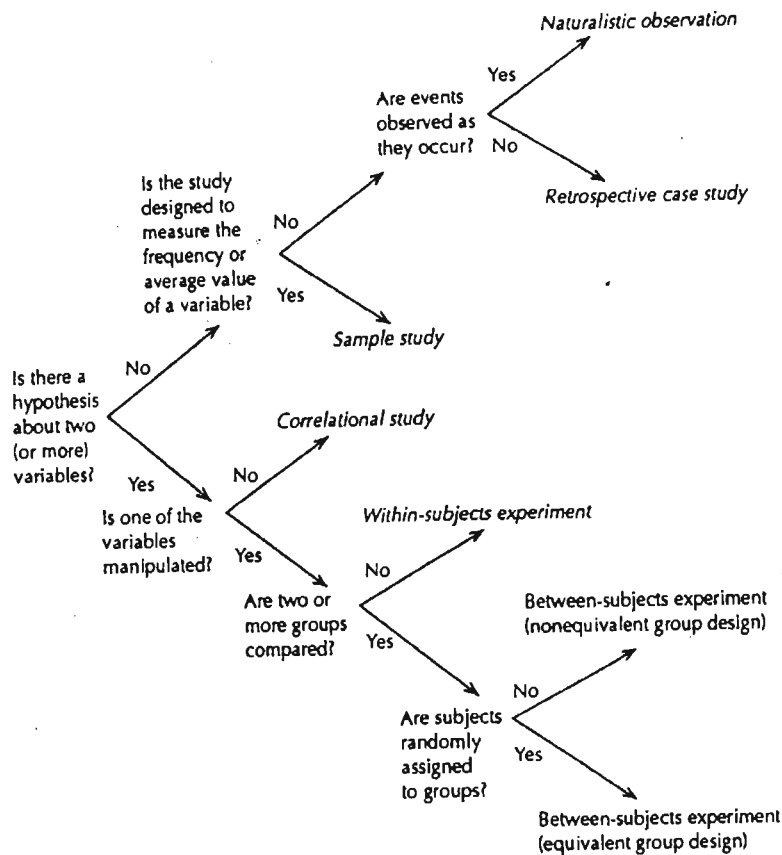 Naturalistic observation
Yes
Are events
observed as
they occur?
No
Retrospective case study
Is the study
designed to
measure the
frequency or
average value
of a variable?
No
Yes
Sample study
Is there a
hypothesis
about two
(or more)
variables?
No
Yes
Correlational study
No
Is one of the
variables
manipulated?
Yes
Within-subjects experiment
No
Are two or
more groups
compared?
Yes
Between-subjects experiment
(nonequivalent group design)
No
Are subjects
randomly
assigned
to groups?
Yes
Between-subjects experiment
(equivalent group design)